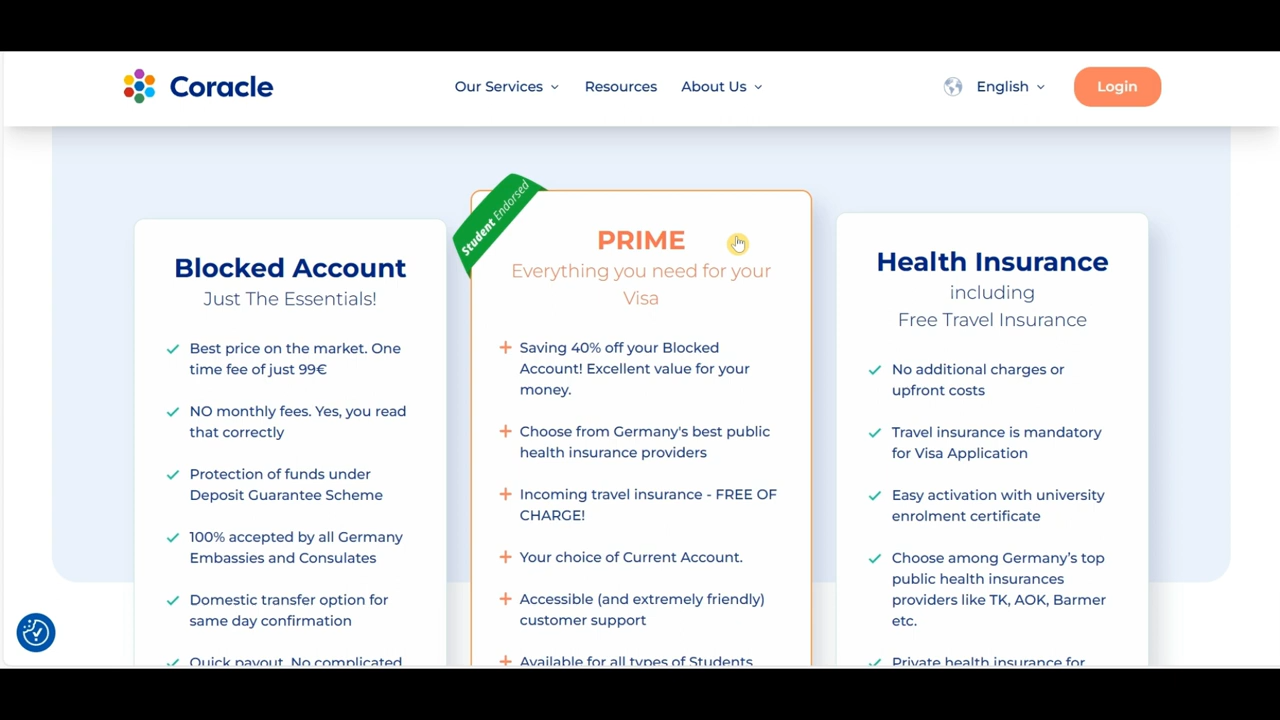 Coracle
Our Services
Resources
About Us
English
Login
Blocked Account
Just The Essentials!
Best price on the market. One
time fee of just 99€
NO monthly fees. Yes, you read
that correctly
Protection of funds under
Deposit Guarantee Scheme
100% accepted by all Germany
Embassies and Consulates
Domestic transfer option for
same day confirmation
Quick payout. No complicated
Student Endorsed
PRIME
Everything you need for your
Visa
Saving 40% off your Blocked
Account! Excellent value for your
money.
Choose from Germany's best public
health insurance providers
Incoming travel insurance - FREE OF
CHARGE!
Your choice of Current Account.
Accessible (and extremely friendly)
customer support
Available for all types of Students
Health Insurance
including
Free Travel Insurance
No additional charges or
upfront costs
Travel insurance is mandatory
for Visa Application
Easy activation with university
enrolment certificate
Choose among Germany's top
public health insurances
providers like TK, AOK, Barmer
etc.
Private health insurance for